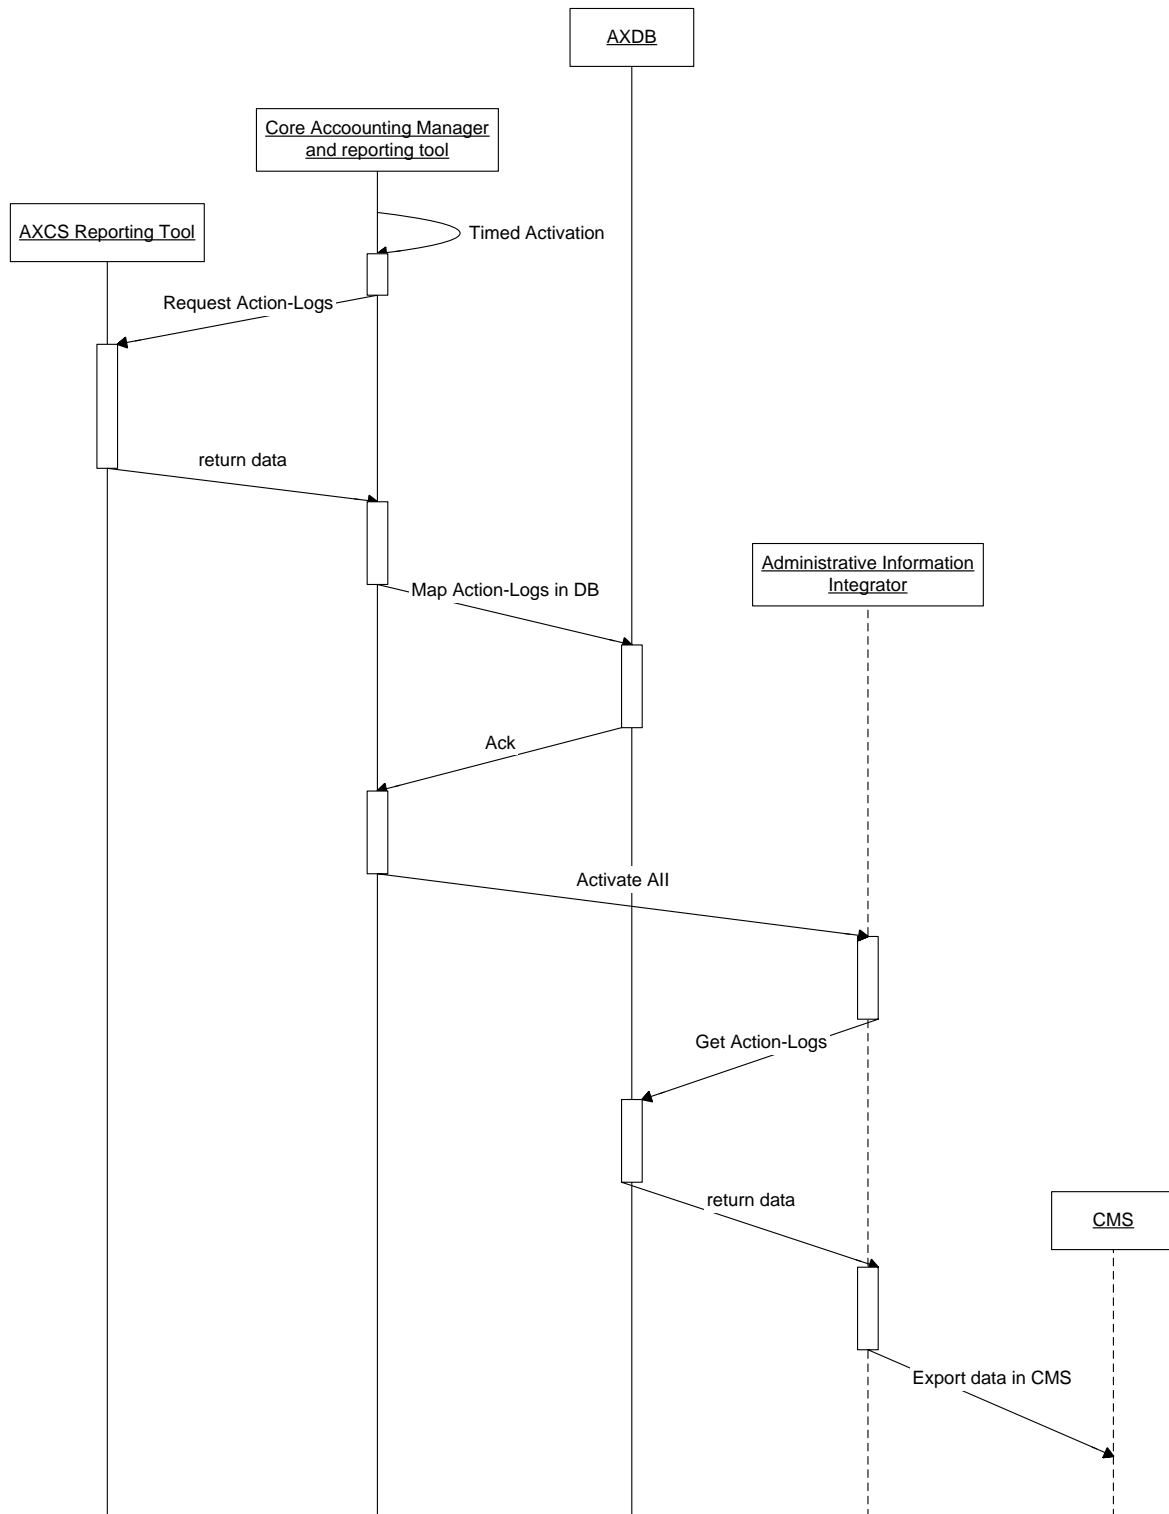 AXDB
Core Accoounting Manager
and reporting tool
AXCS Reporting Tool
Timed Activation
Request Action-Logs
return data
Administrative Information
Integrator
Map Action-Logs in DB
Ack
Activate AII
Get Action-Logs
return data
CMS
Export data in CMS